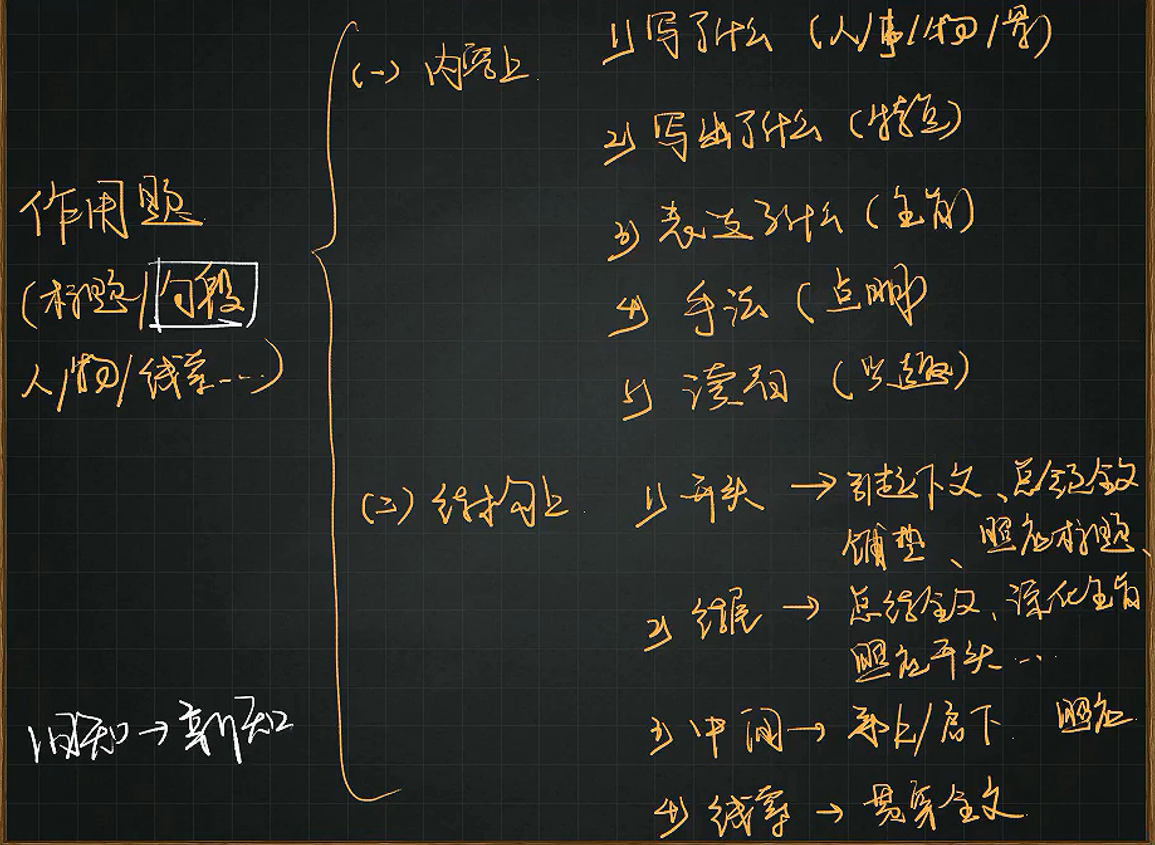 作用题
(标题/句段
人/物/线索……)
旧知→新知
(一) 内容上
1) 写了什么 (人/事/物/景)
2) 写出了什么 (特点)
3) 表达了什么 (主旨)
4) 手法 (点明)
5) 读者 (兴趣)
(二) 结构上
1) 开头 → 引起下文、总领全文
铺垫、照应标题、
2) 结尾 → 总结全文、深化主旨
照应开头…
3) 中间 → 承上/启下 照应
4) 线索 → 贯穿全文